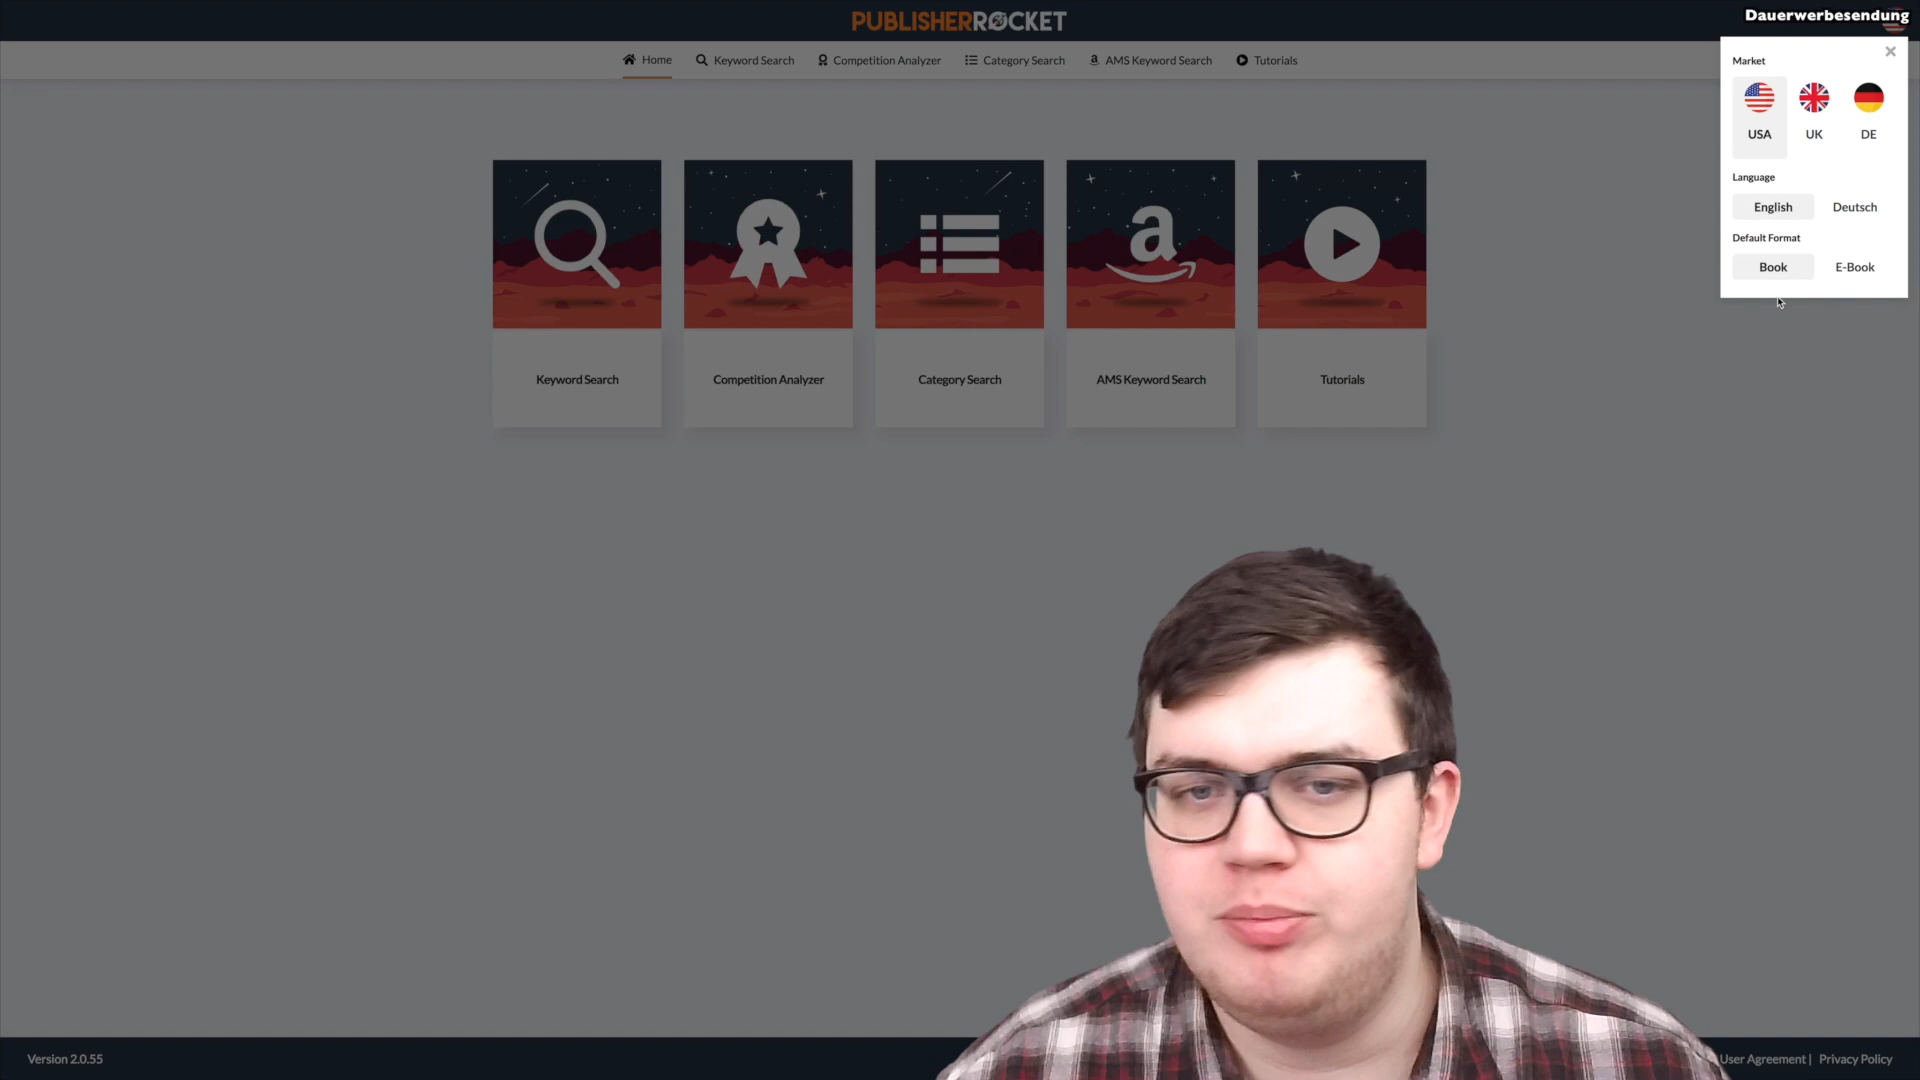 PUBLISHERROCKET
Dauerwerbesendung
Home
Keyword Search
Competition Analyzer
Category Search
AMS Keyword Search
Tutorials
Market
USA
UK
DE
Language
English
Deutsch
Default Format
Book
E-Book
Keyword Search
Competition Analyzer
Category Search
AMS Keyword Search
Tutorials
Version 2.0.55
User Agreement |
Privacy Policy